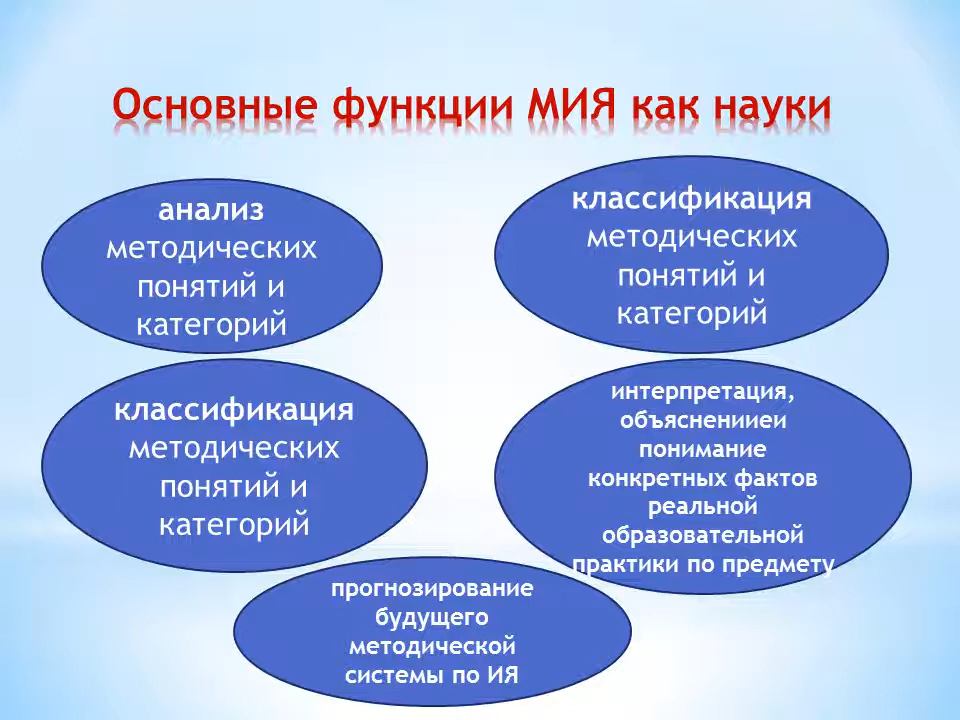 Основные функции МИЯ как науки
анализ
методических
понятий и
категорий
классификация
методических
понятий и
категорий
классификация
методических
понятий и
категорий
интерпретация,
объясненииеи
понимание
конкретных фактов
реальной
образовательной
практики по предмету
прогнозирование
будущего
методической
системы по ИЯ